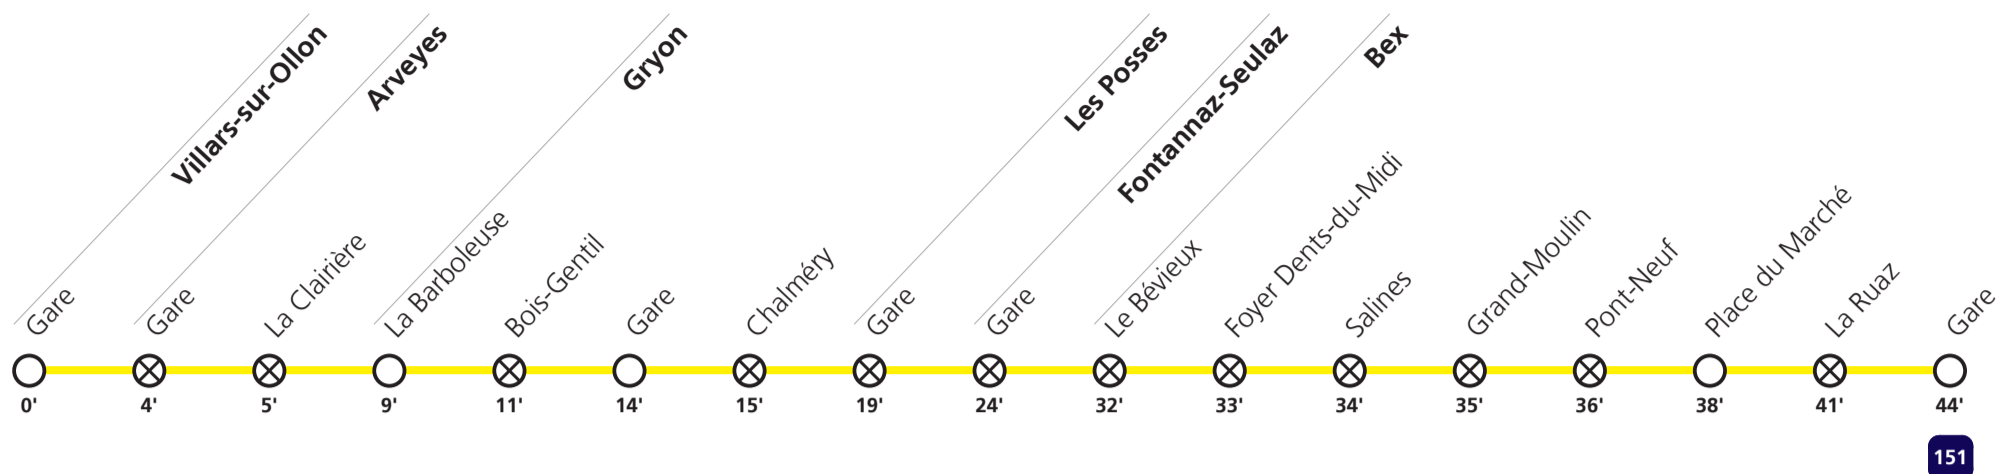 Villars-sur-Ollon
Arveyes
Gryon
Les Posses
Fontannaz-Seulaz
Bex
Gare
Gare
La Clairière
La Barboleuse
Bois-Gentil
Gare
Chalméry
Gare
Gare
Le Bévieux
Foyer Dents-du-Midi
Salines
Grand-Moulin
Pont-Neuf
Place du Marché
La Ruaz
Gare
0' 4' 5' 9' 11' 14' 15' 19' 24' 32' 33' 34' 35' 36' 38' 41' 44'
151